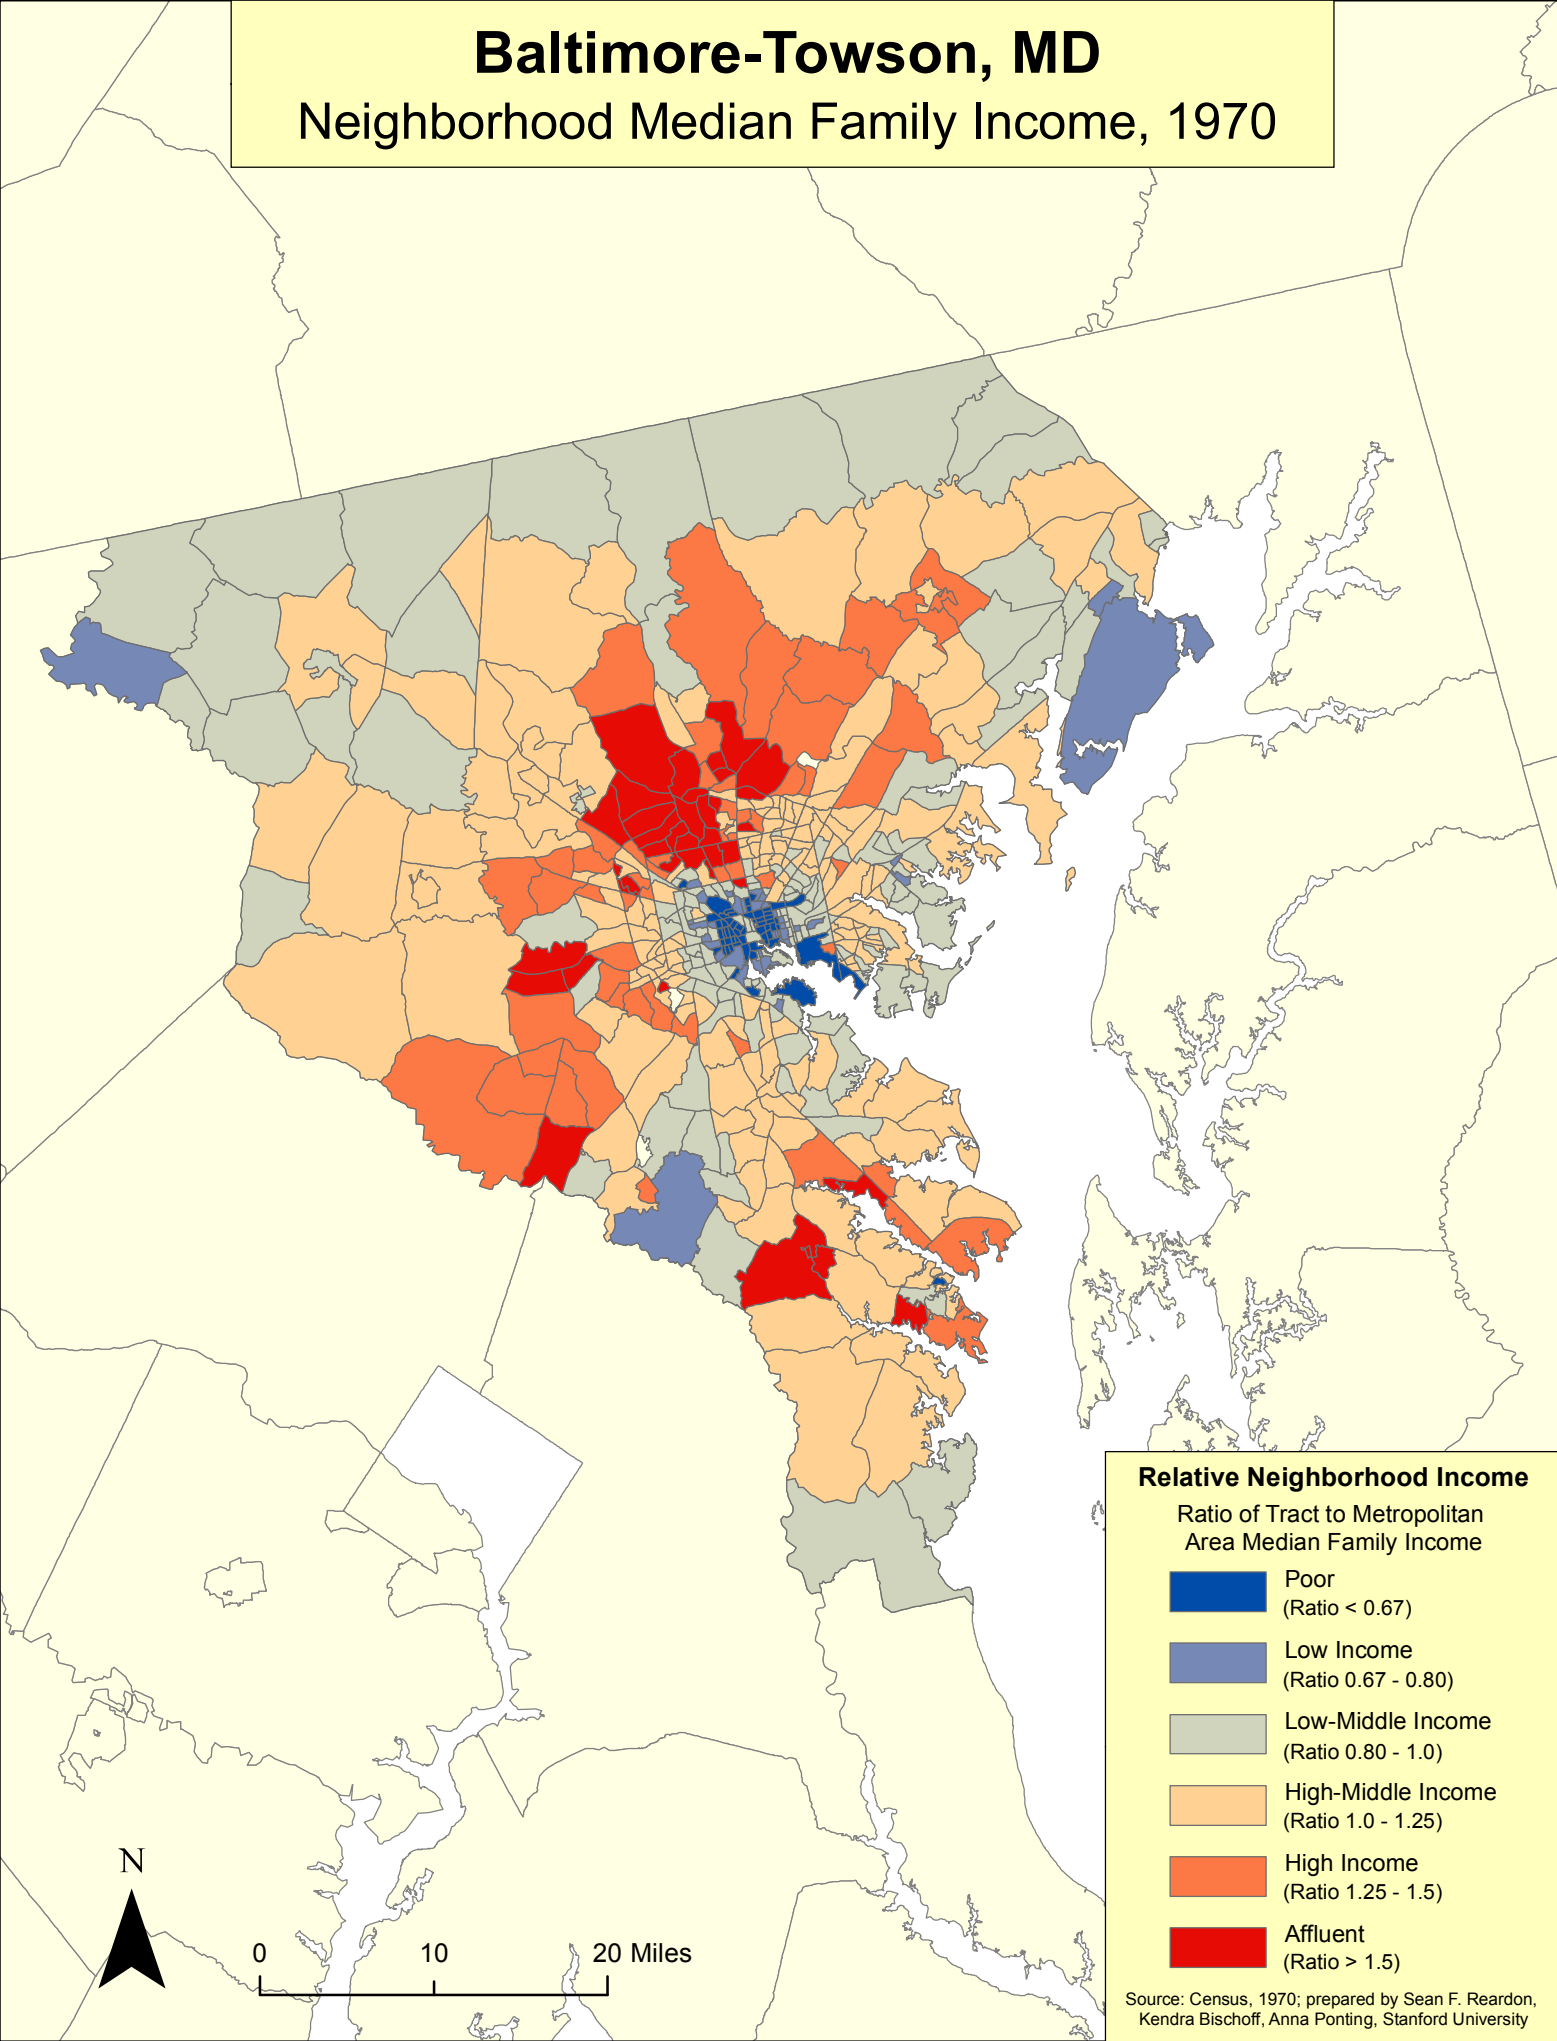 Baltimore-Towson, MD
Neighborhood Median Family Income, 1970
Relative Neighborhood Income
Ratio of Tract to Metropolitan
Area Median Family Income
Poor
(Ratio < 0.67)
Low Income
(Ratio 0.67 - 0.80)
Low-Middle Income
(Ratio 0.80 - 1.0)
High-Middle Income
(Ratio 1.0 - 1.25)
High Income
(Ratio 1.25 - 1.5)
Affluent
(Ratio > 1.5)
Source: Census, 1970; prepared by Sean F. Reardon,
Kendra Bischoff, Anna Ponting, Stanford University
N
0 10 20 Miles